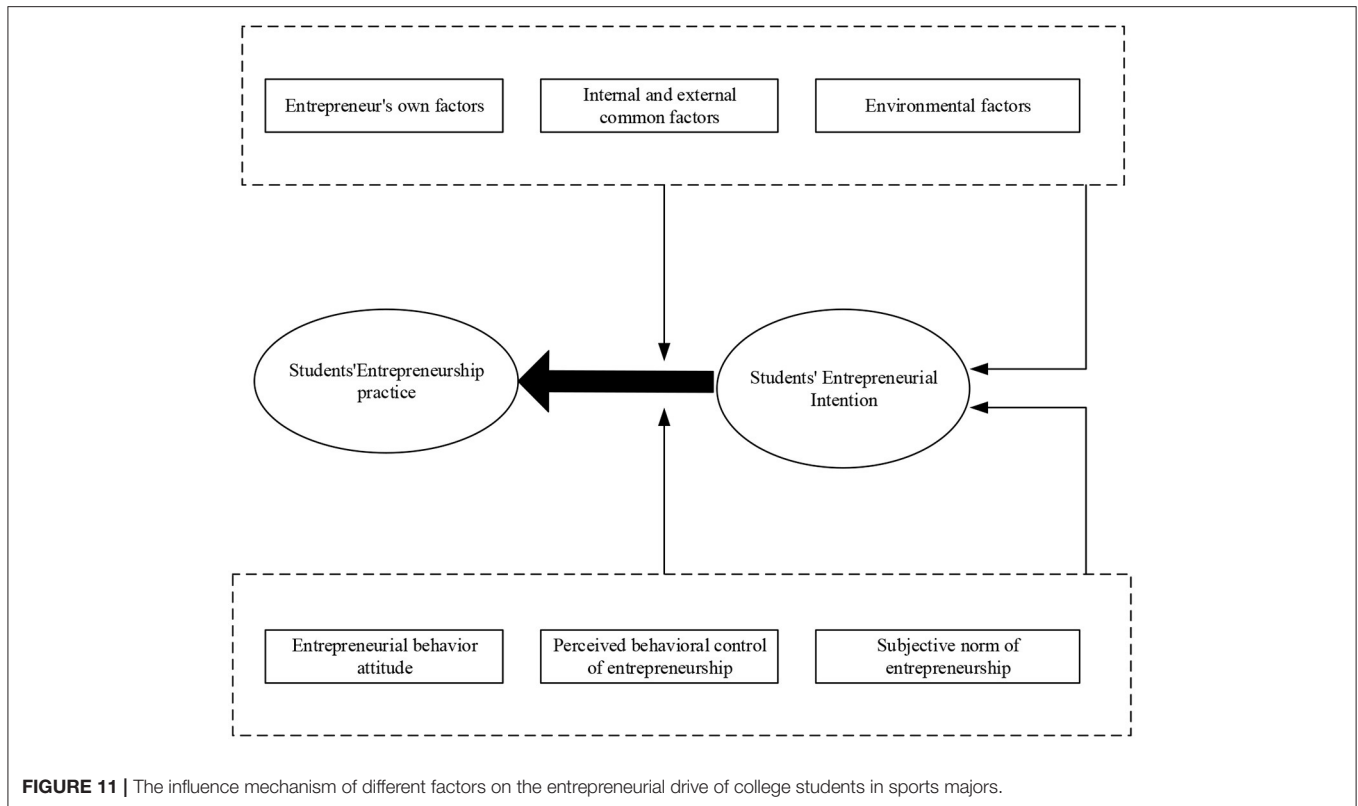 Entrepreneur's own factors
Internal and external
common factors
Environmental factors
Students'Entrepreneurship
practice
Students' Entrepreneurial
Intention
Entrepreneurial behavior
attitude
Perceived behavioral control
of entrepreneurship
Subjective norm of
entrepreneurship
FIGURE 11 | The influence mechanism of different factors on the entrepreneurial drive of college students in sports majors.